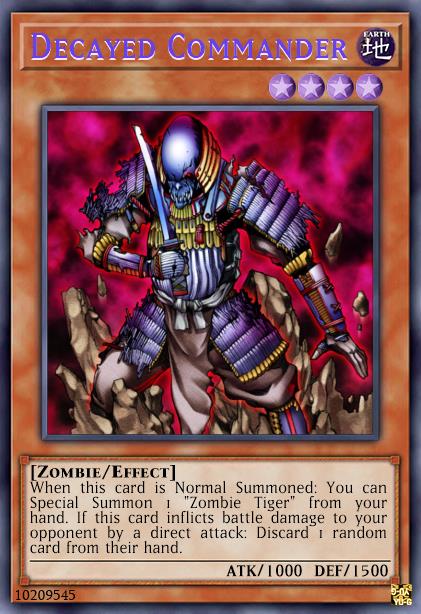 Decayed Commander
EARTH
地
[Zombie/Effect]
When this card is Normal Summoned: You can
Special Summon 1 "Zombie Tiger" from your
hand. If this card inflicts battle damage to your
opponent by a direct attack: Discard 1 random
card from their hand.
ATK/1000 DEF/1500
10209545